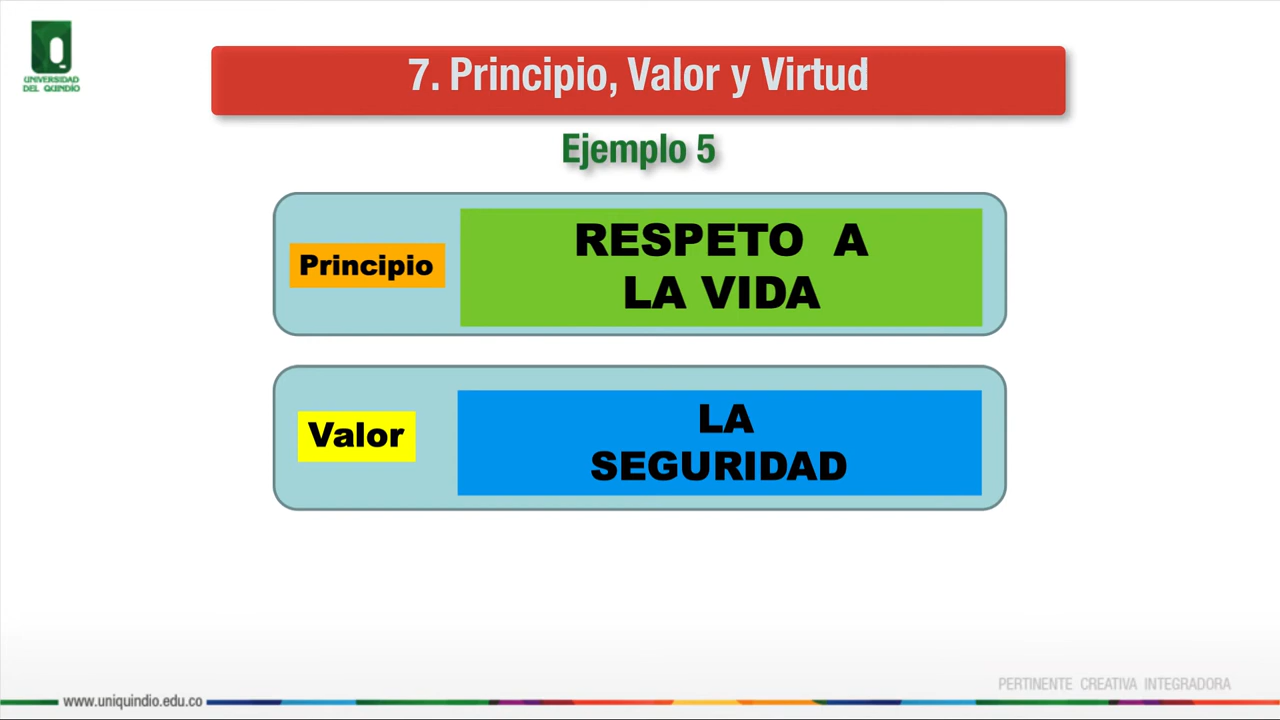 UNIVERSIDAD
DEL QUINDÍO
7. Principio, Valor y Virtud
Ejemplo 5
Principio
RESPETO A
LA VIDA
Valor
LA
SEGURIDAD
PERTINENTE CREATIVA INTEGRADORA
www.uniquindio.edu.co